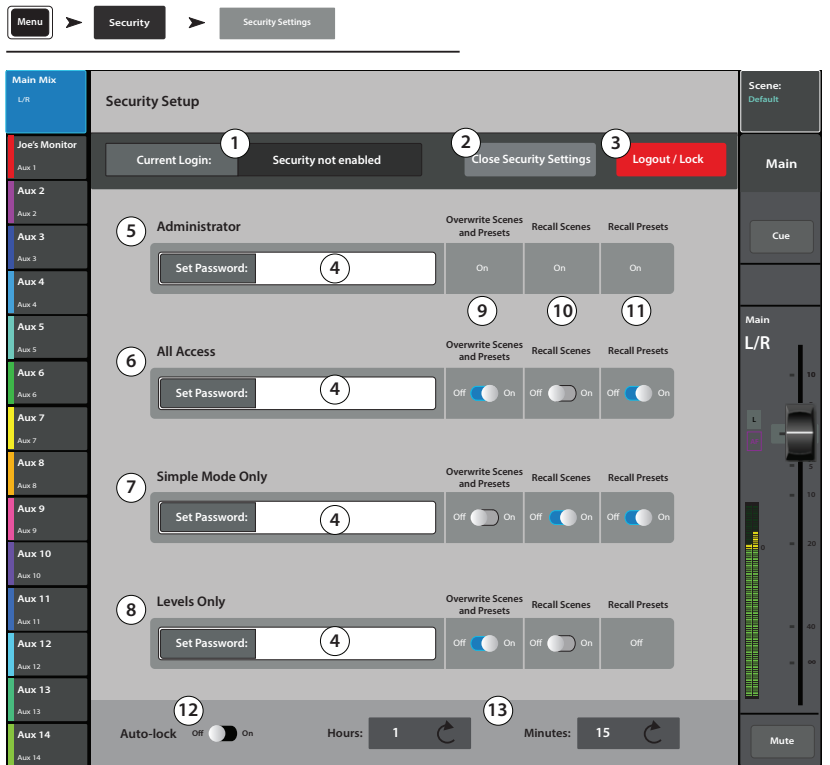 Menu Security Security Settings
Main Mix
L/R
Joe's Monitor
Aux 1
Aux 2
Aux 2
Aux 3
Aux 3
Aux 4
Aux 4
Aux 5
Aux 5
Aux 6
Aux 6
Aux 7
Aux 7
Aux 8
Aux 8
Aux 9
Aux 9
Aux 10
Aux 10
Aux 11
Aux 11
Aux 12
Aux 12
Aux 13
Aux 13
Aux 14
Aux 14
Security Setup
1 2 3
Current Login: Security not enabled Close Security Settings Logout / Lock
5 Administrator Overwrite Scenes and Presets Recall Scenes Recall Presets
Set Password: 4 On On On
9 10 11
6 All Access Overwrite Scenes and Presets Recall Scenes Recall Presets
Set Password: 4 Off On Off On Off On
7 Simple Mode Only Overwrite Scenes and Presets Recall Scenes Recall Presets
Set Password: 4 Off On Off On Off On
8 Levels Only Overwrite Scenes and Presets Recall Scenes Recall Presets
Set Password: 4 Off On Off On Off
12 13
Auto-lock Off On Hours: 1 Minutes: 15
Scene:
Default
Main
Cue
Main
L/R
10
L
5
0
10
20
40
∞
Mute